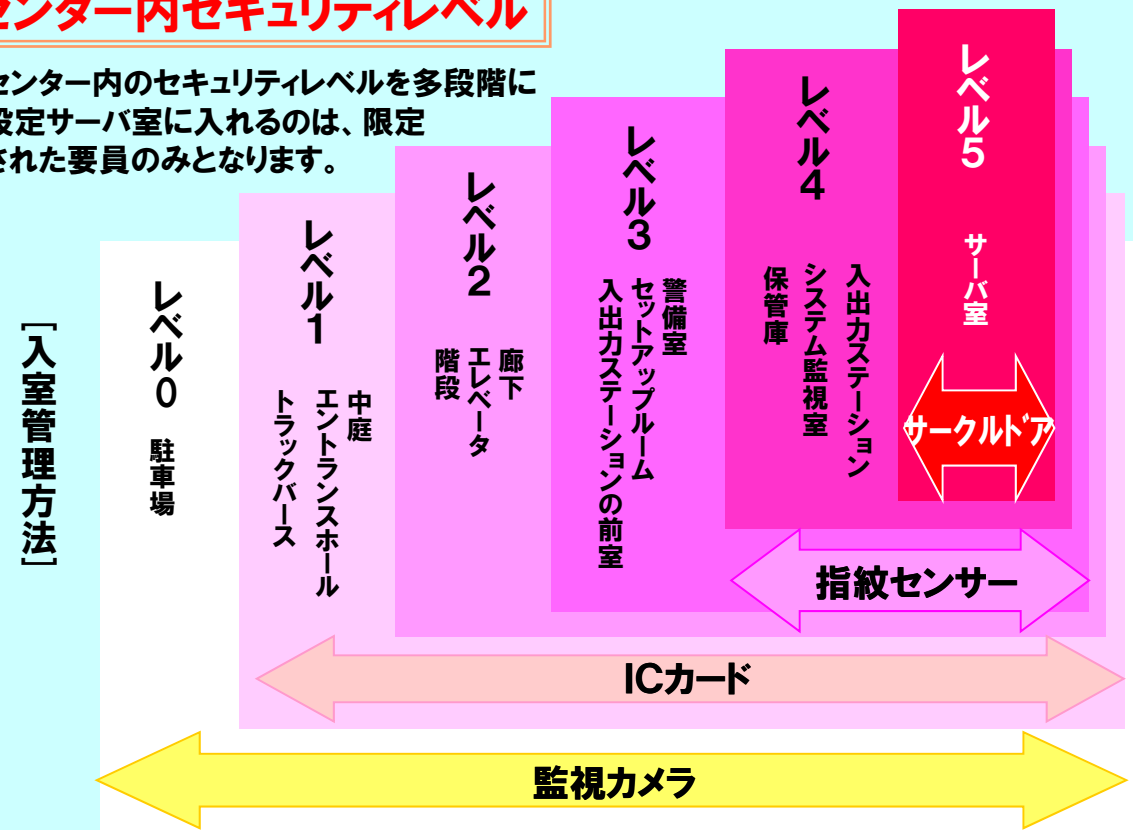 センター内セキュリティレベル
センター内のセキュリティレベルを多段階に
設定サーバ室に入れるのは、限定
された要員のみとなります。
［入室管理方法］
レベル0 駐車場
レベル1
中庭
エントランスホール
トラックバース
レベル2
廊下
エレベータ
階段
レベル3
警備室
セットアップルーム
入出力ステーションの前室
レベル4
入出力ステーション
システム監視室
保管庫
レベル5 サーバ室
サークルドア
指紋センサー
ICカード
監視カメラ